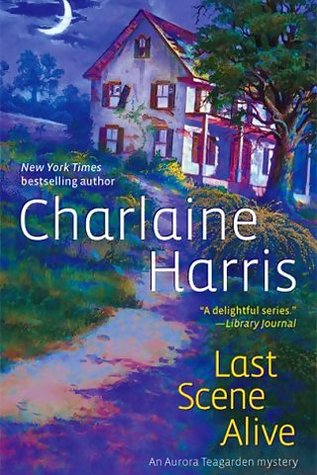 New York Times
bestselling author
Charlaine
Harris
"A delightful series."
—Library Journal
Last
Scene
Alive
An Aurora Teagarden mystery